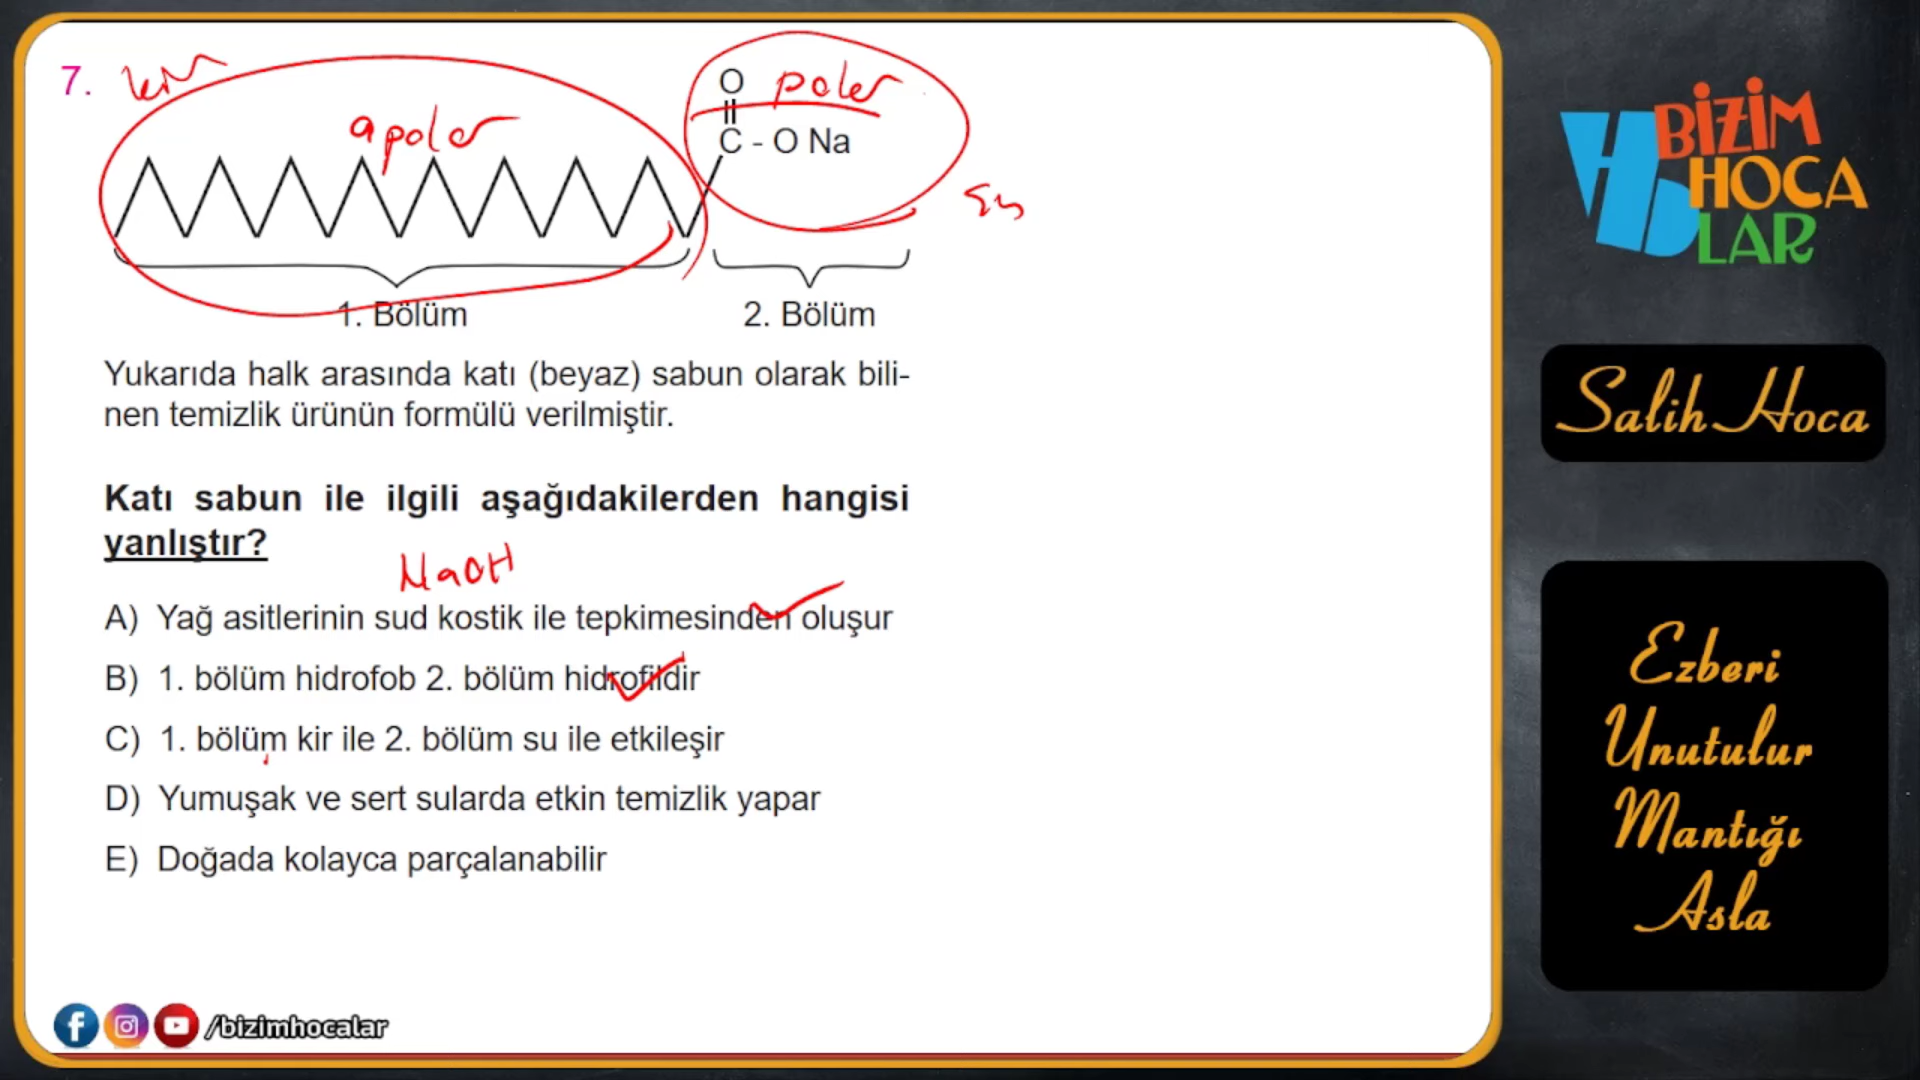 7. kir
apolar
O polar
C - O Na
Su
1. Bölüm 2. Bölüm
Yukarıda halk arasında katı (beyaz) sabun olarak bili-
nen temizlik ürünün formülü verilmiştir.
Katı sabun ile ilgili aşağıdakilerden hangisi
yanlıştır?
NaOH
A) Yağ asitlerinin sud kostik ile tepkimesinden oluşur
B) 1. bölüm hidrofob 2. bölüm hidrofildir
C) 1. bölüm kir ile 2. bölüm su ile etkileşir
D) Yumuşak ve sert sularda etkin temizlik yapar
E) Doğada kolayca parçalanabilir
/bizimhocalar
BİZİM
HOCA
LAR
Salih Hoca
Ezberi
Unutulur
Mantığı
Asla